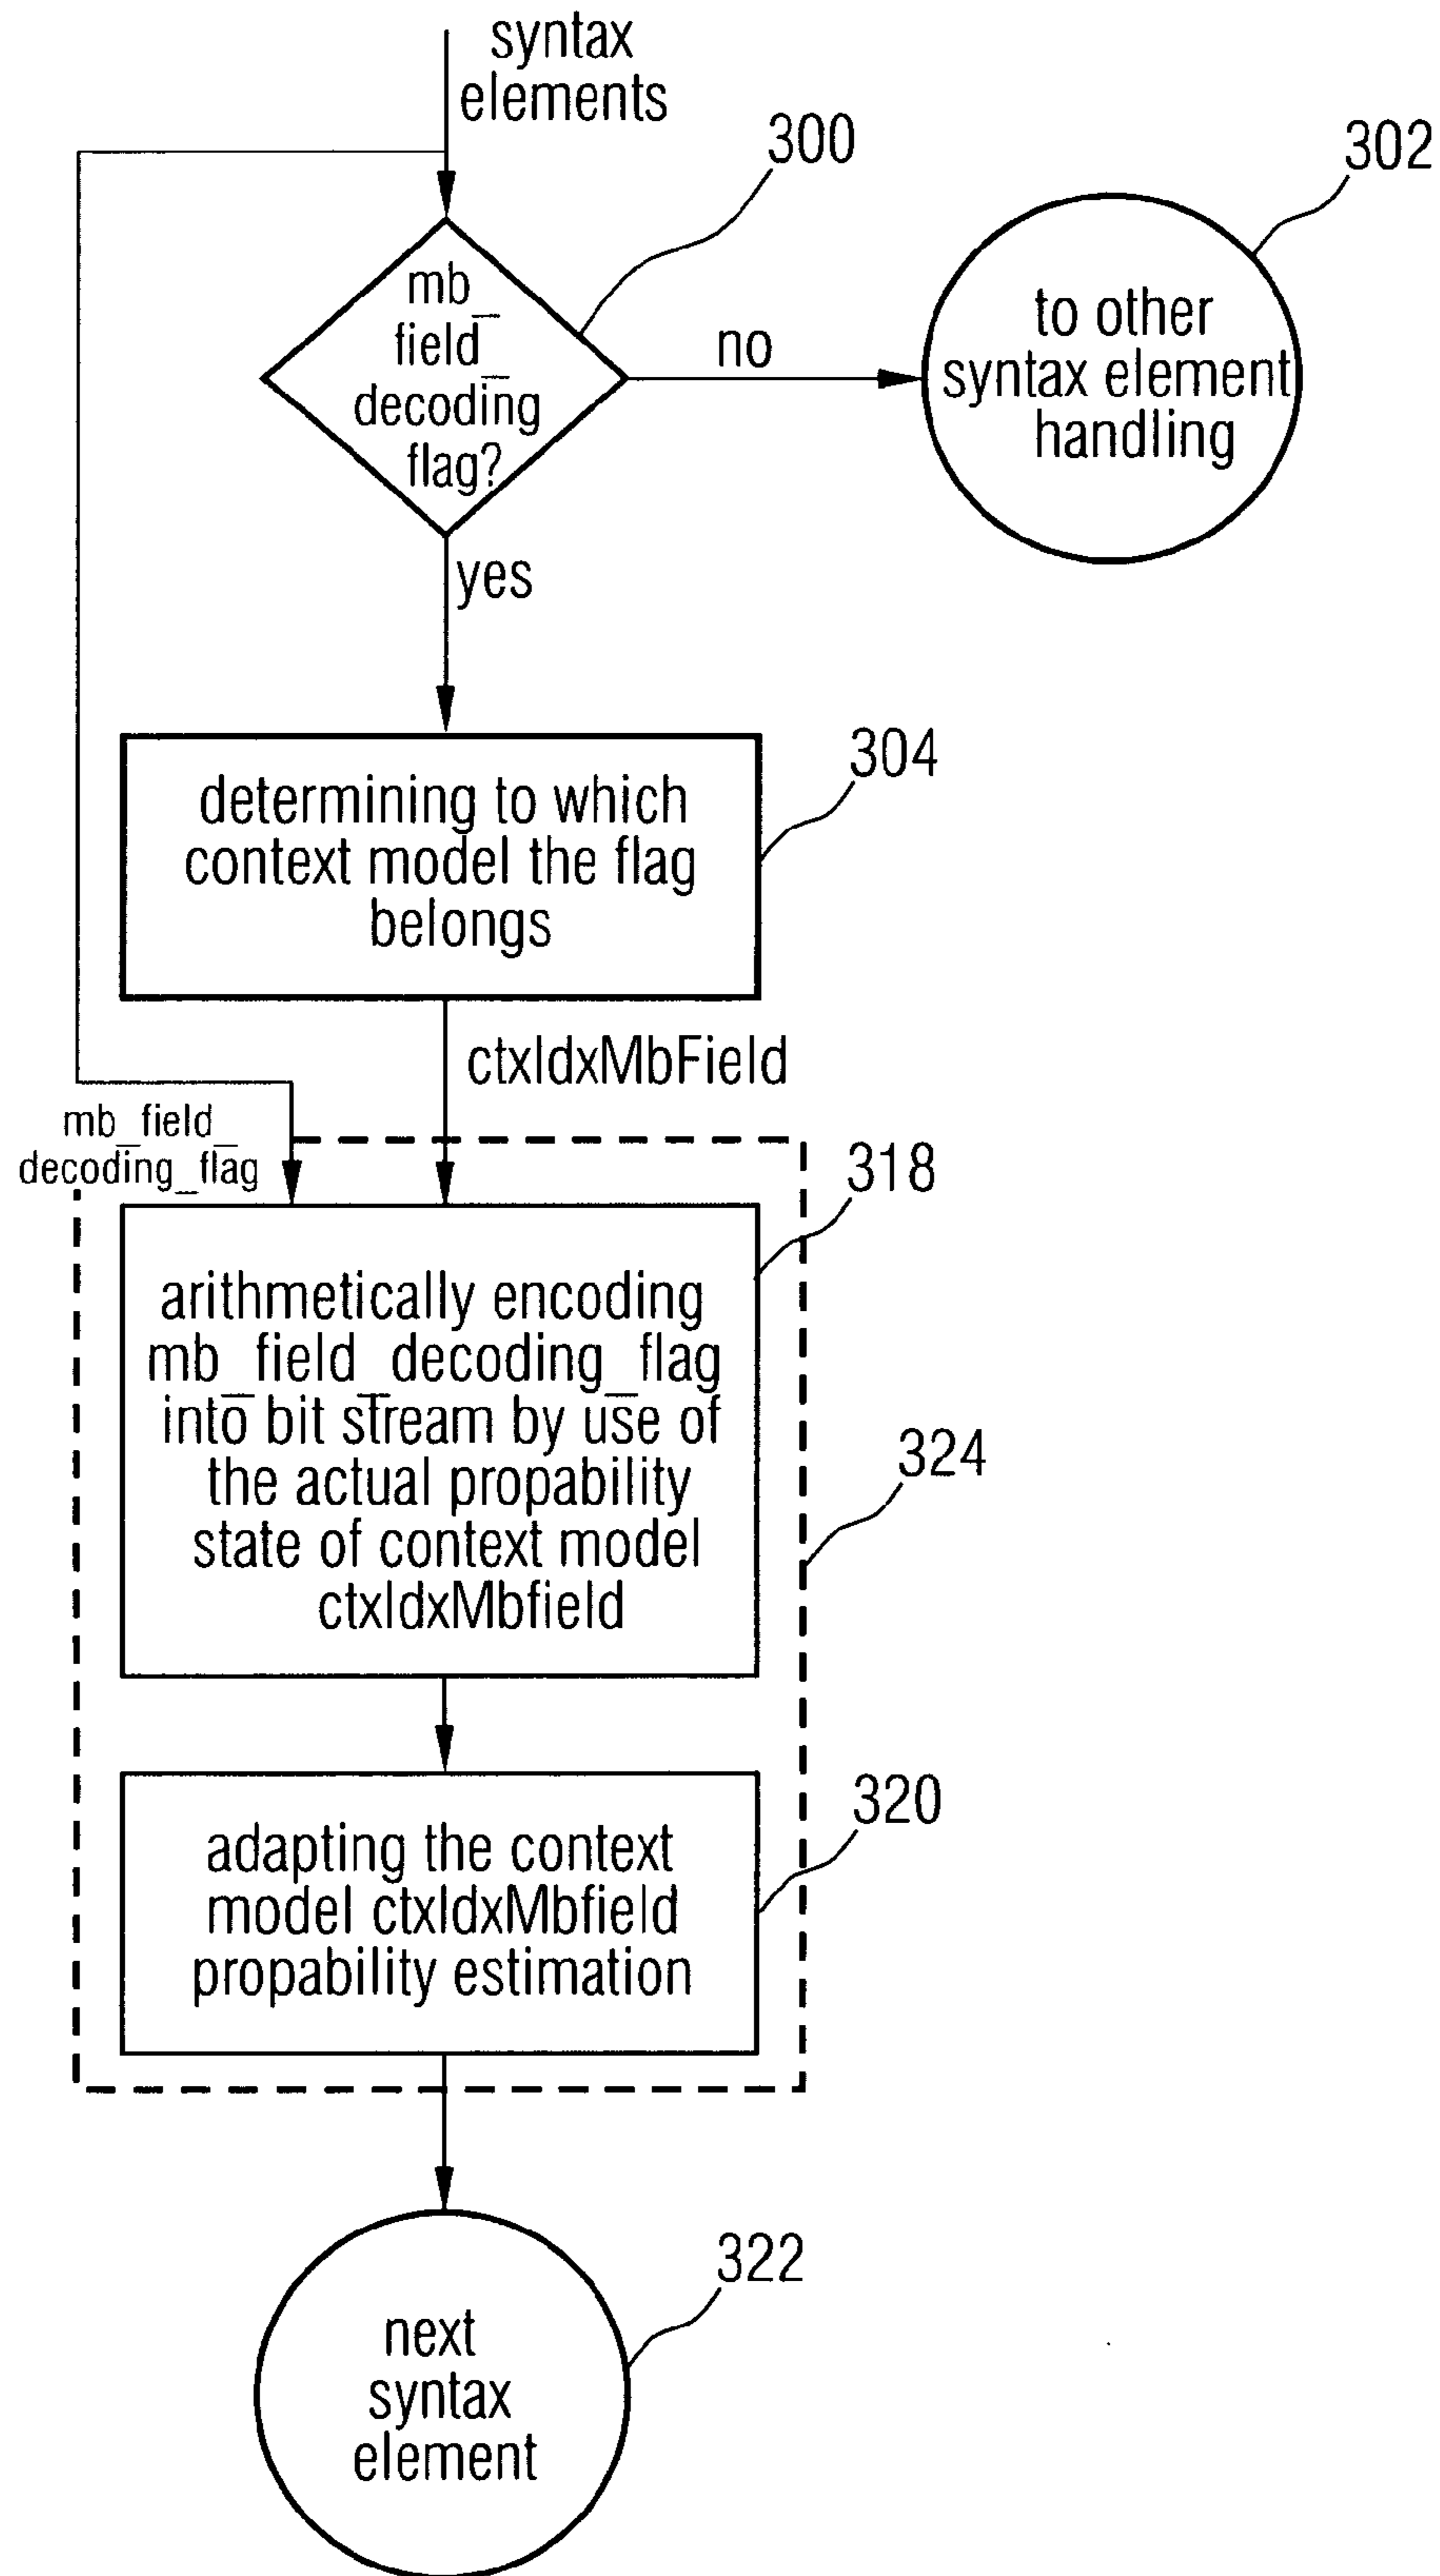 syntax
elements
300
302
mb_
field_
decoding
flag?
no
to other
syntax element
handling
yes
304
determining to which
context model the flag
belongs
ctxIdxMbField
mb_field_
decoding_flag
318
arithmetically encoding
mb_field_decoding_flag
into bit stream by use of
the actual propability
state of context model
ctxIdxMbfield
324
320
adapting the context
model ctxIdxMbfield
propability estimation
322
next
syntax
element